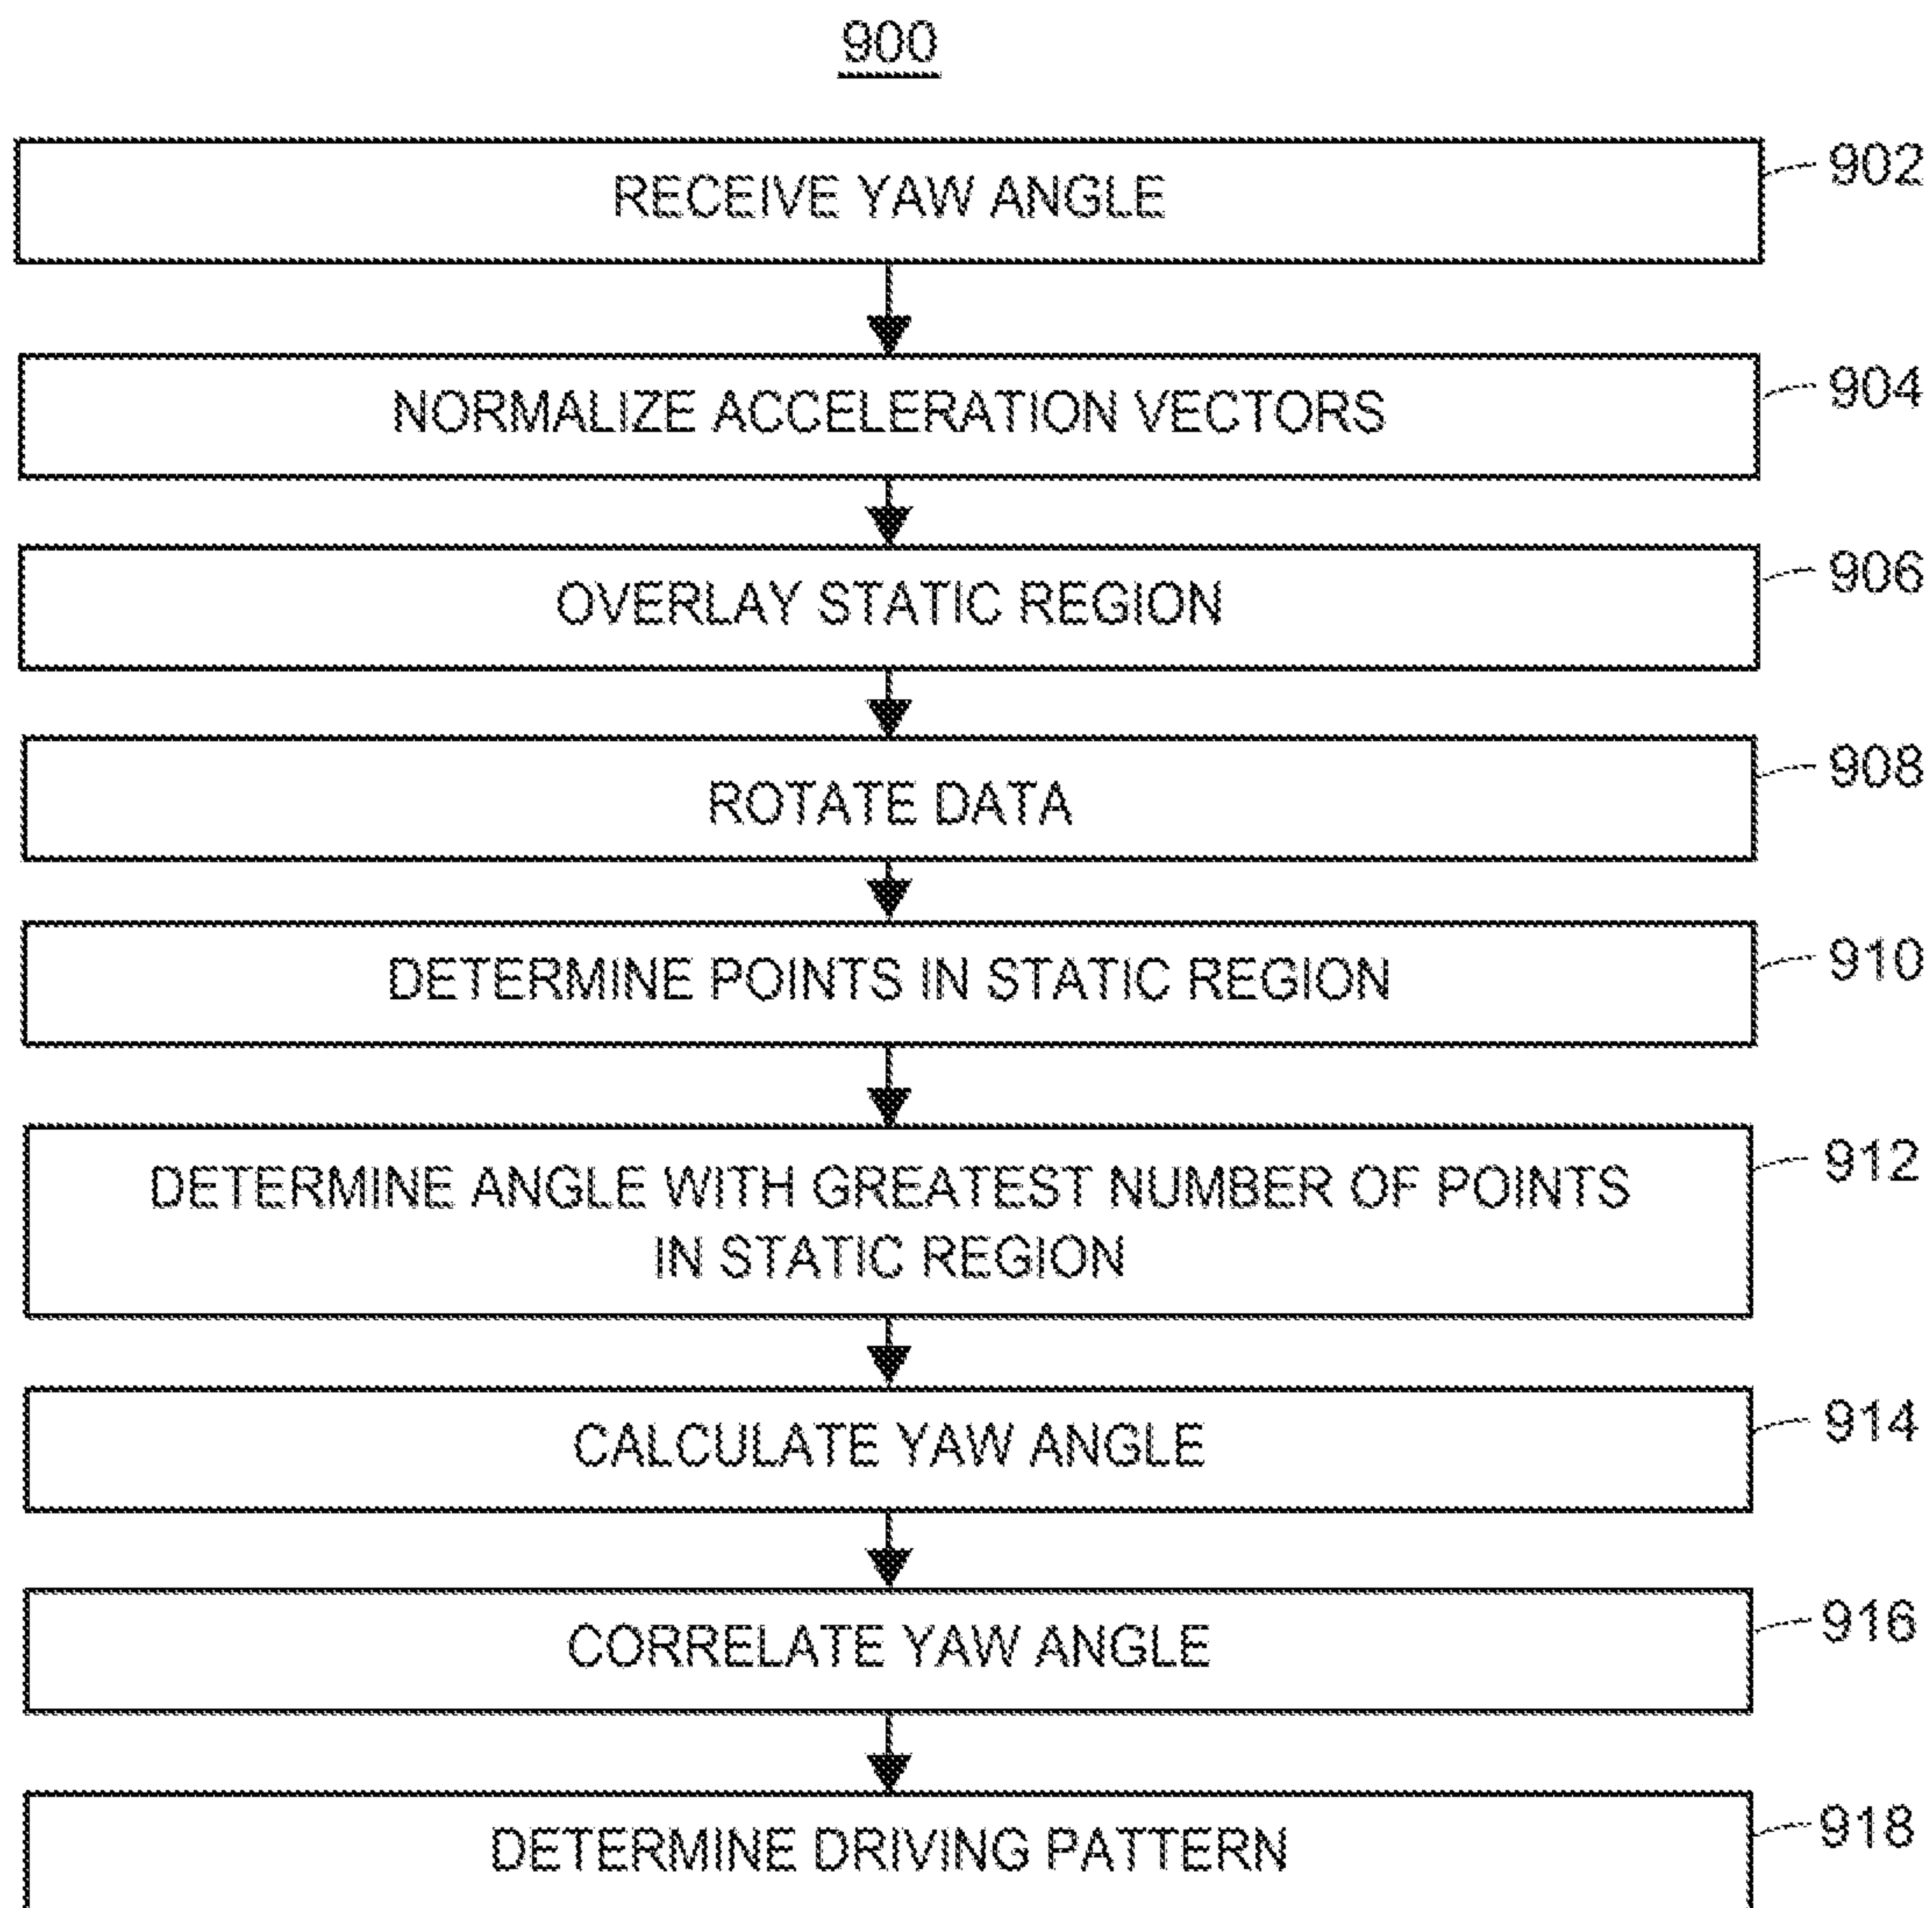 900
RECEIVE YAW ANGLE
902
NORMALIZE ACCELERATION VECTORS
904
OVERLAY STATIC REGION
906
ROTATE DATA
908
DETERMINE POINTS IN STATIC REGION
910
DETERMINE ANGLE WITH GREATEST NUMBER OF POINTS
IN STATIC REGION
912
CALCULATE YAW ANGLE
914
CORRELATE YAW ANGLE
916
DETERMINE DRIVING PATTERN
918